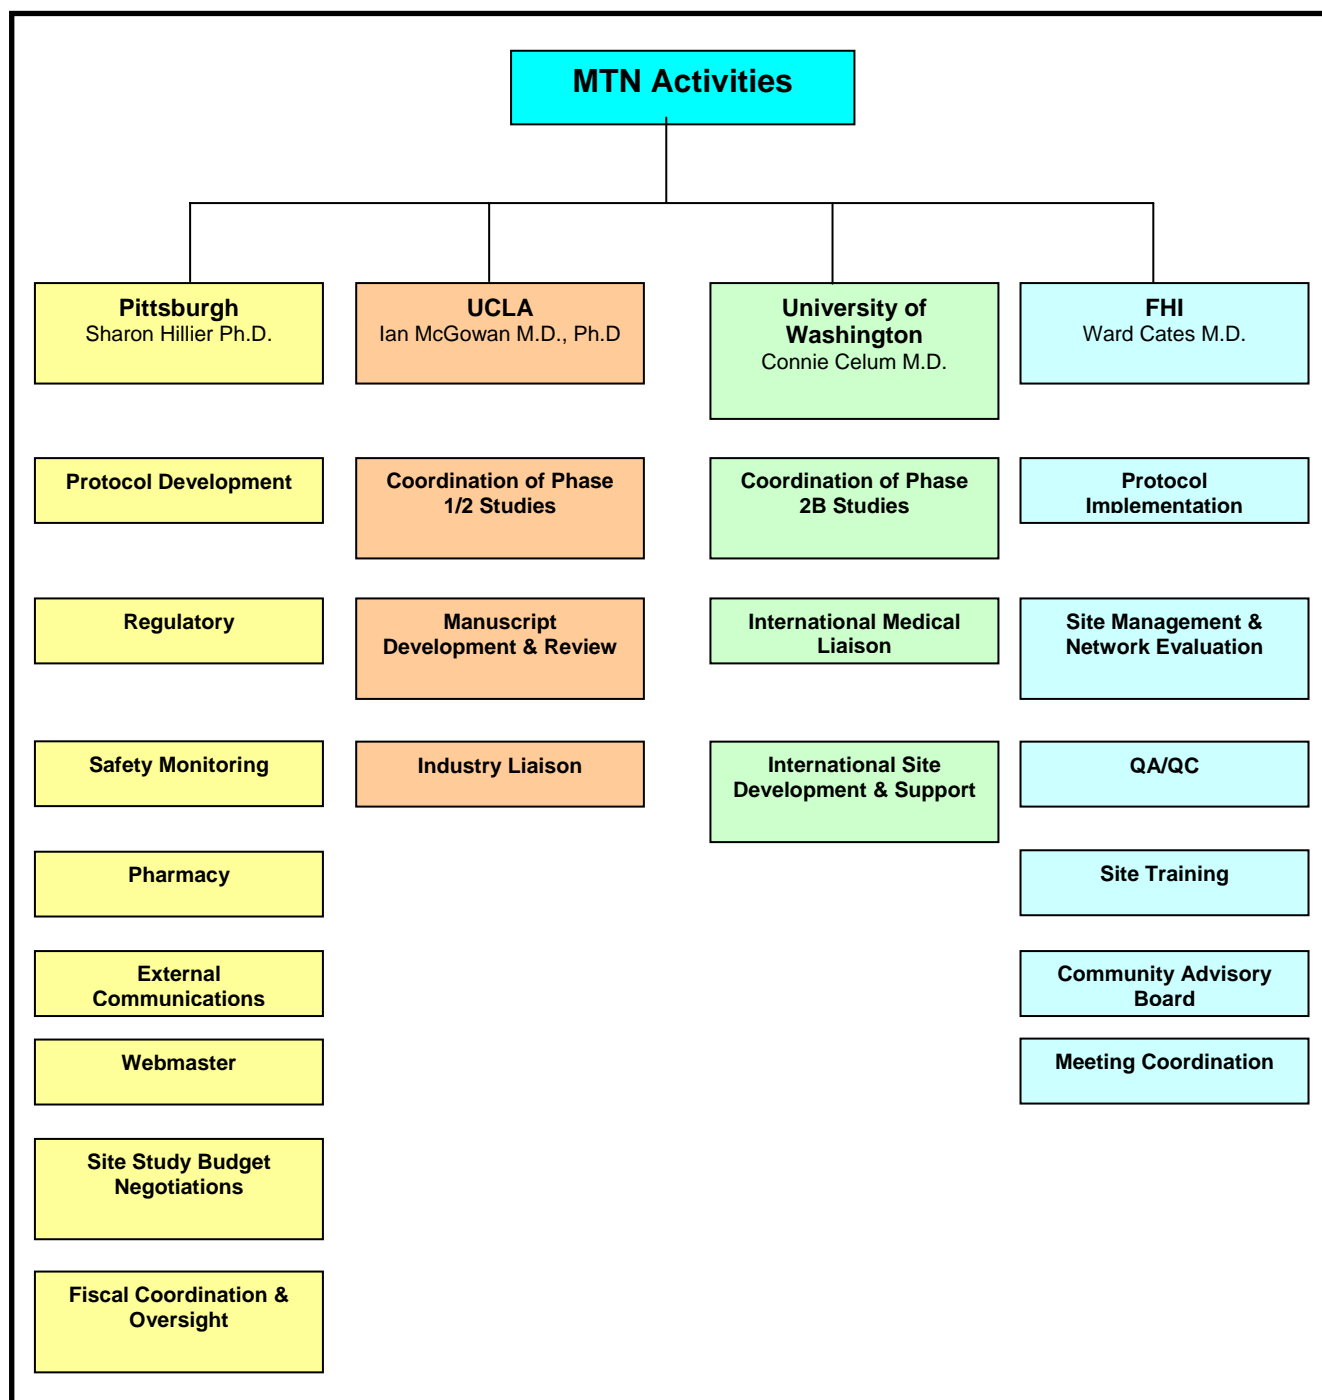 MTN Activities
Pittsburgh
Sharon Hillier Ph.D.
UCLA
Ian McGowan M.D., Ph.D
University of
Washington
Connie Celum M.D.
FHI
Ward Cates M.D.
Protocol Development
Coordination of Phase
1/2 Studies
Coordination of Phase
2B Studies
Protocol
Implementation
Regulatory
Manuscript
Development & Review
International Medical
Liaison
Site Management &
Network Evaluation
Safety Monitoring
Industry Liaison
International Site
Development & Support
QA/QC
Pharmacy
Site Training
External
Communications
Community Advisory
Board
Webmaster
Meeting Coordination
Site Study Budget
Negotiations
Fiscal Coordination &
Oversight